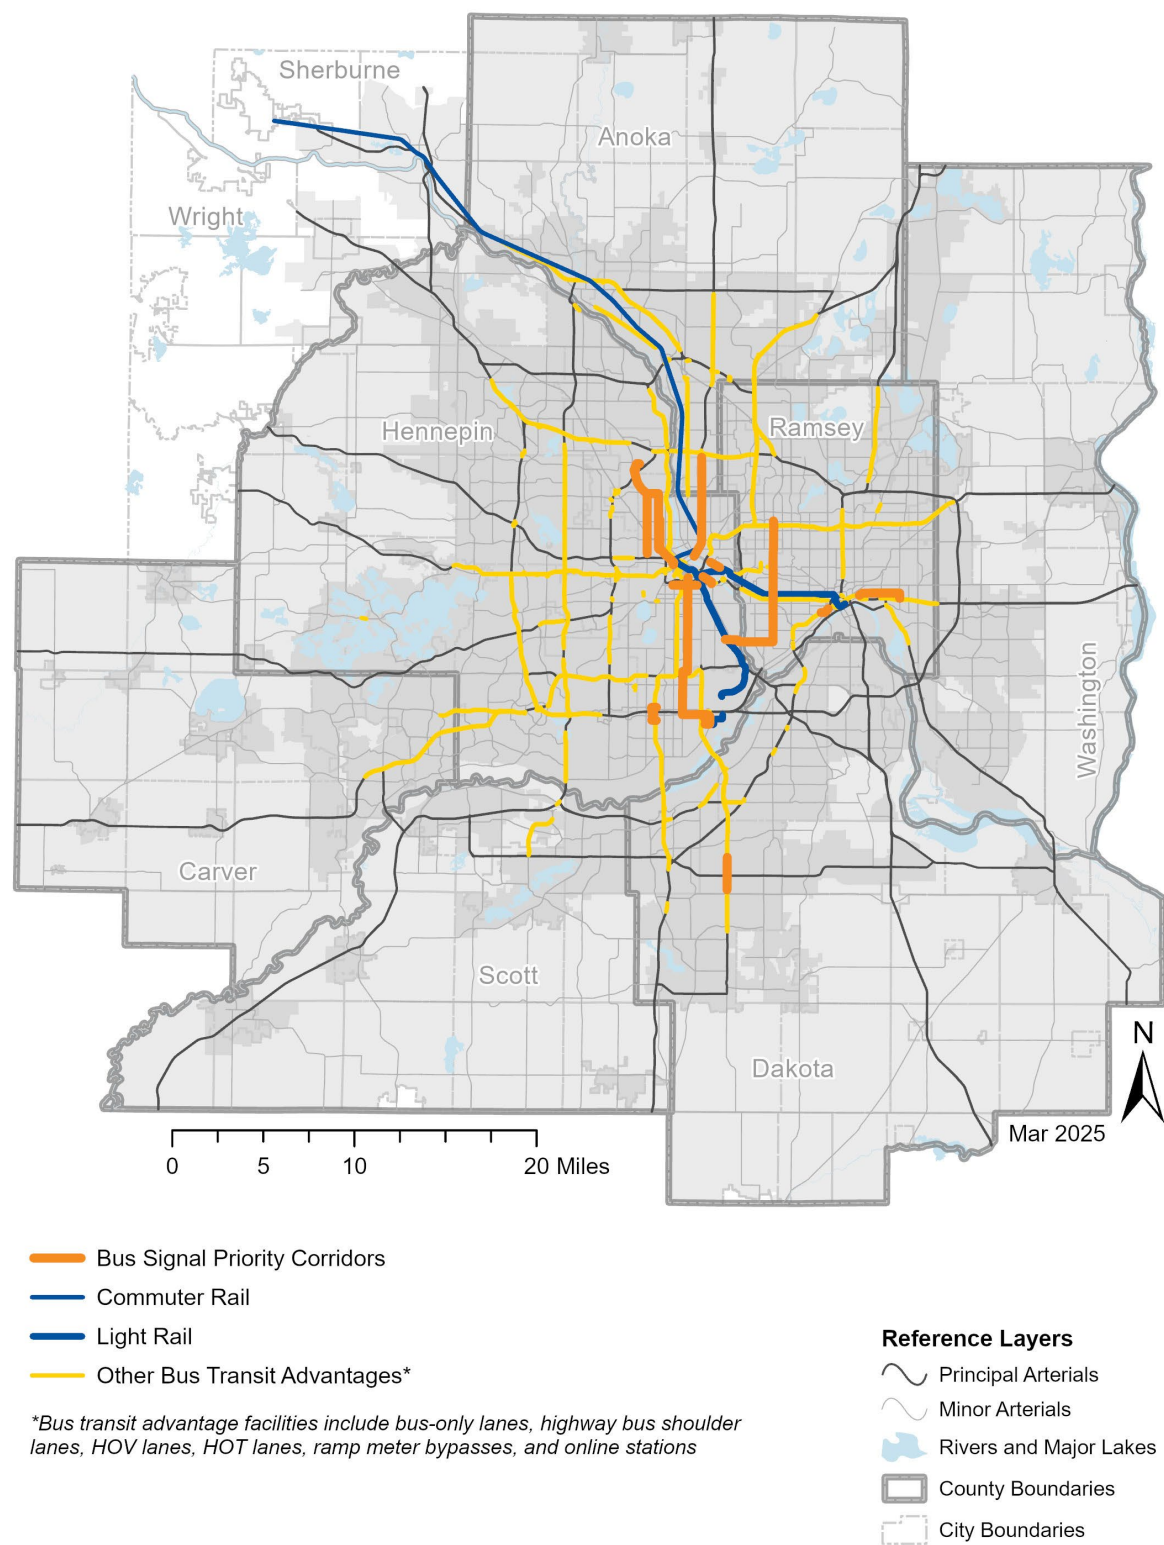 Sherburne
Anoka
Wright
Hennepin
Ramsey
Washington
Carver
Scott
Dakota
N
Mar 2025
0 5 10 20 Miles
Bus Signal Priority Corridors
Commuter Rail
Light Rail
Other Bus Transit Advantages*
*Bus transit advantage facilities include bus-only lanes, highway bus shoulder
lanes, HOV lanes, HOT lanes, ramp meter bypasses, and online stations
Reference Layers
Principal Arterials
Minor Arterials
Rivers and Major Lakes
County Boundaries
City Boundaries